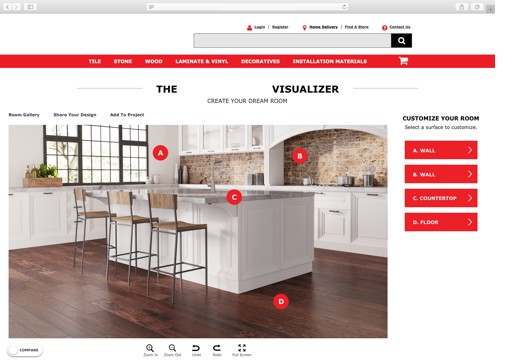 Login | Register
Home Delivery | Find A Store
Contact Us
TILE STONE WOOD LAMINATE & VINYL DECORATIVES INSTALLATION MATERIALS
THE VISUALIZER
CREATE YOUR DREAM ROOM
Room Gallery Share Your Design Add To Project
CUSTOMIZE YOUR ROOM
Select a surface to customize.
A
B
C
D
A. WALL
B. WALL
C. COUNTERTOP
D. FLOOR
COMPARE
Zoom In Zoom Out Undo Redo Full Screen